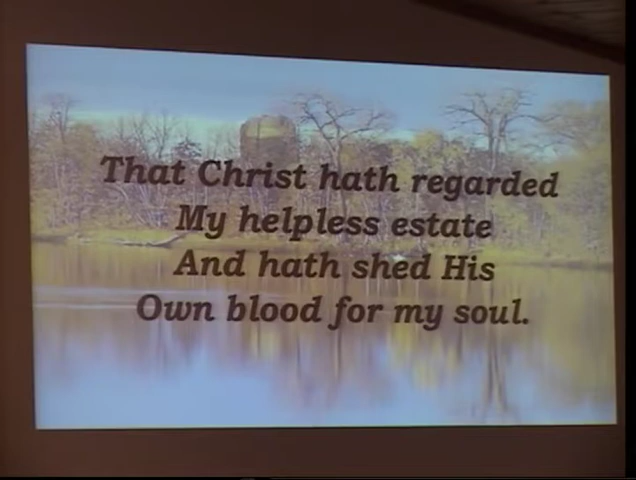 That Christ hath regarded
My helpless estate
And hath shed His
Own blood for my soul.